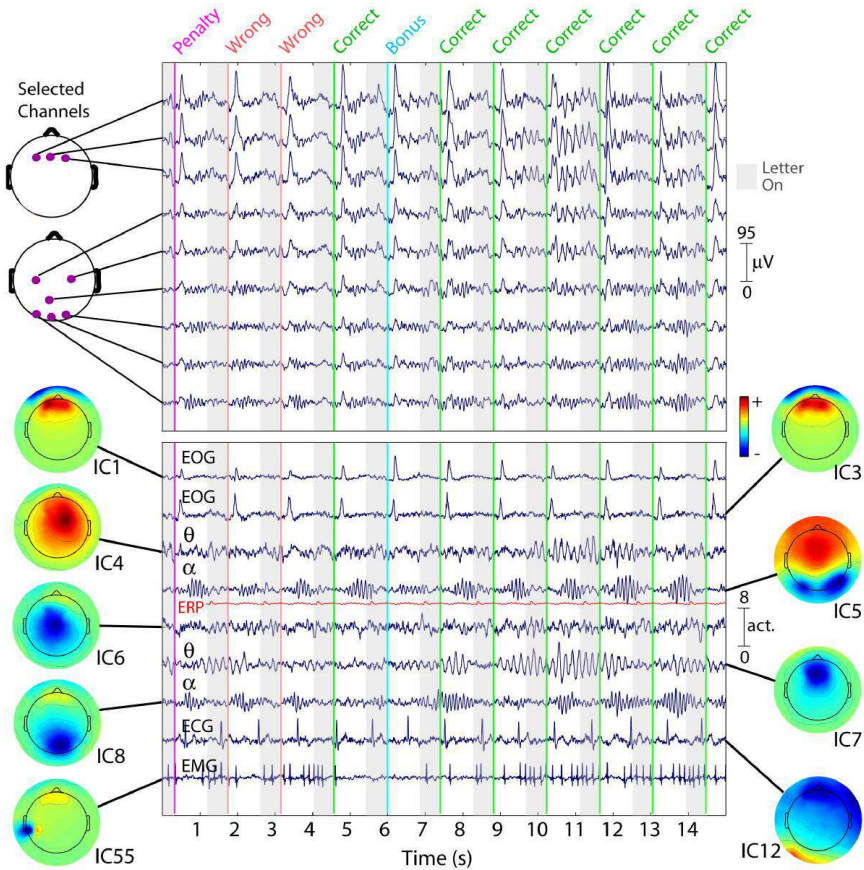 Penalty
Wrong
Wrong
Correct
Bonus
Correct
Correct
Correct
Correct
Correct
Correct
Selected
Channels
Letter
On
95
μV
0
+
-
EOG
IC1
IC3
EOG
θ
IC4
α
IC5
ERP
8
act.
0
IC6
θ
IC7
α
IC8
ECG
EMG
IC55
IC12
1 2 3 4 5 6 7 8 9 10 11 12 13 14
Time (s)